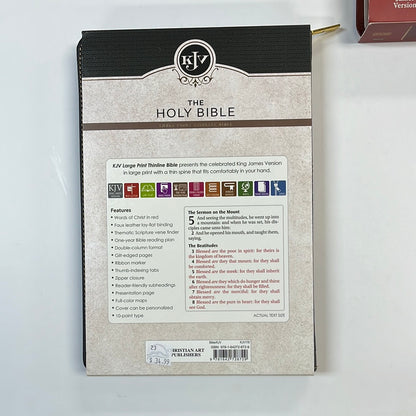 KJV
THE
HOLY BIBLE
Version
KJV Large Print Thinline Bible presents the celebrated King James Version
in large print with a thin spine that fits comfortably in your hand.
KJV
Features
• Words of Christ in red
• Faux leather lay-flat binding
• Thematic Scripture verse finder
• One-year Bible reading plan
• Double-column format
• Gilt-edged pages
• Ribbon marker
• Thumb-indexing tabs
• Zipper closure
• Reader-friendly subheadings
• Presentation page
• Full-color maps
• Cover can be personalized
• 10-point type
The Sermon on the Mount
5 And seeing the multitudes, he went up into
a mountain: and when he was set, his dis-
ciples came unto him:
2 And he opened his mouth, and taught them,
saying,
The Beatitudes
3 Blessed are the poor in spirit: for theirs is
the kingdom of heaven.
4 Blessed are they that mourn: for they shall
be comforted.
5 Blessed are the meek: for they shall inherit
the earth.
6 Blessed are they which do hunger and thirst
after righteousness: for they shall be filled.
7 Blessed are the merciful: for they shall
obtain mercy.
8 Blessed are the pure in heart: for they shall
see God.
ACTUAL TEXT SIZE
$ 34.99
RISTIAN ART
PUBLISHERS